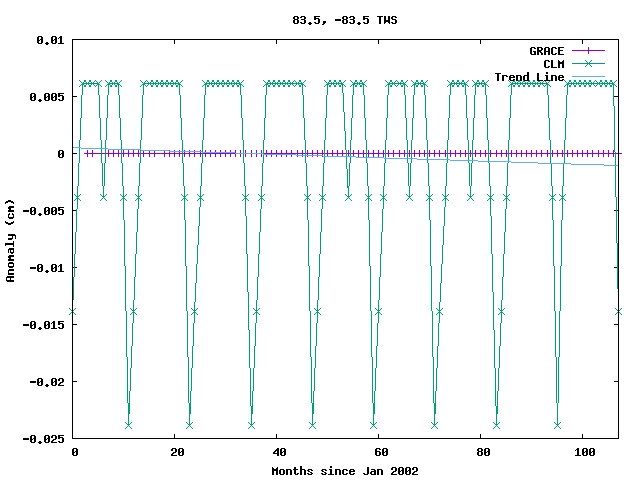 83.5, -83.5 TWS
0.01
0.005
0
-0.005
-0.01
-0.015
-0.02
-0.025
Anomaly (cm)
GRACE
CLM
Trend Line
0 20 40 60 80 100
Months since Jan 2002